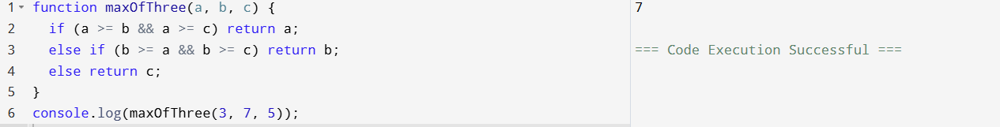 1 function maxOfThree(a, b, c) {
2   if (a >= b && a >= c) return a;
3   else if (b >= a && b >= c) return b;
4   else return c;
5 }
6 console.log(maxOfThree(3, 7, 5));
7
=== Code Execution Successful ===